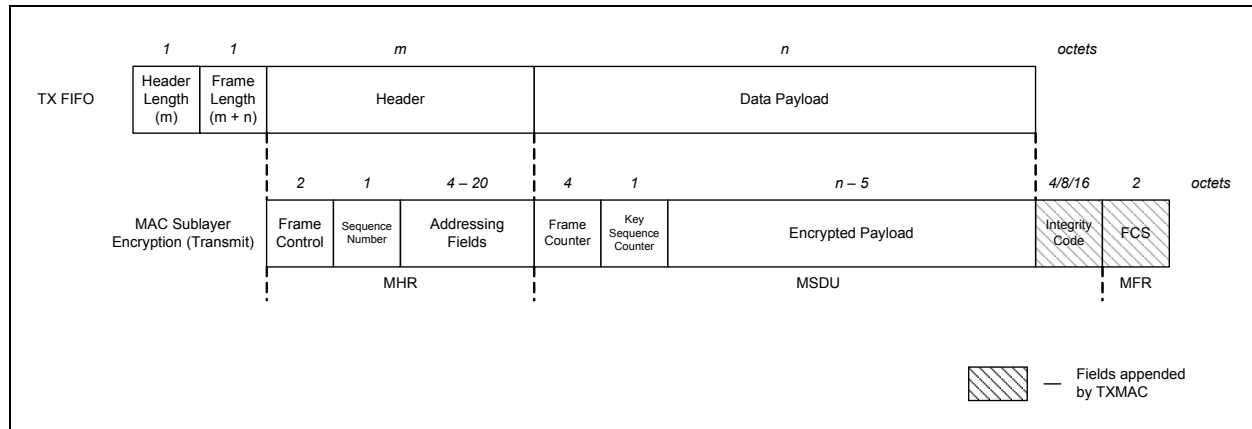 1 1 m n octets
TX FIFO
Header
Length
(m)
Frame
Length
(m + n)
Header
Data Payload
2 1 4 – 20 4 1 n – 5 4/8/16 2 octets
MAC Sublayer
Encryption (Transmit)
Frame
Control
Sequence
Number
Addressing
Fields
Frame
Counter
Key
Sequence
Counter
Encrypted Payload
Integrity
Code
FCS
MHR MSDU MFR
— Fields appended
by TXMAC